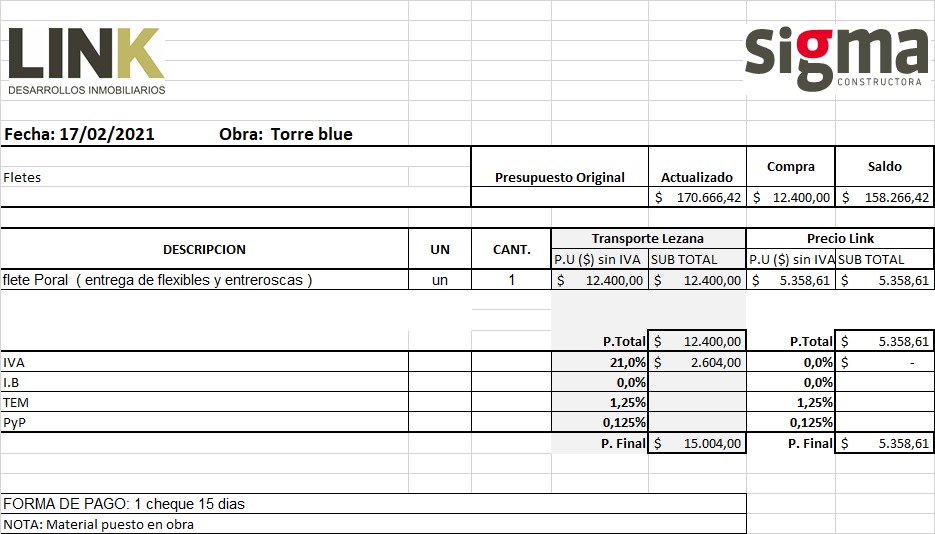 LINK
DESARROLLOS INMOBILIARIOS
sigma
CONSTRUCTORA
Fecha: 17/02/2021 Obra: Torre blue
Fletes Presupuesto Original Actualizado Compra Saldo
$ 170.666,42 $ 12.400,00 $ 158.266,42
DESCRIPCION UN CANT. Transporte Lezana Precio Link
P.U ($) sin IVA SUB TOTAL P.U ($) sin IVA SUB TOTAL
flete Poral ( entrega de flexibles y entreroscas ) un 1 $ 12.400,00 $ 12.400,00 $ 5.358,61 $ 5.358,61
P.Total $ 12.400,00 P.Total $ 5.358,61
IVA 21,0% $ 2.604,00 0,0% $ -
I.B 0,0% 0,0%
TEM 1,25% 1,25%
PyP 0,125% 0,125%
P. Final $ 15.004,00 P. Final $ 5.358,61
FORMA DE PAGO: 1 cheque 15 dias
NOTA: Material puesto en obra